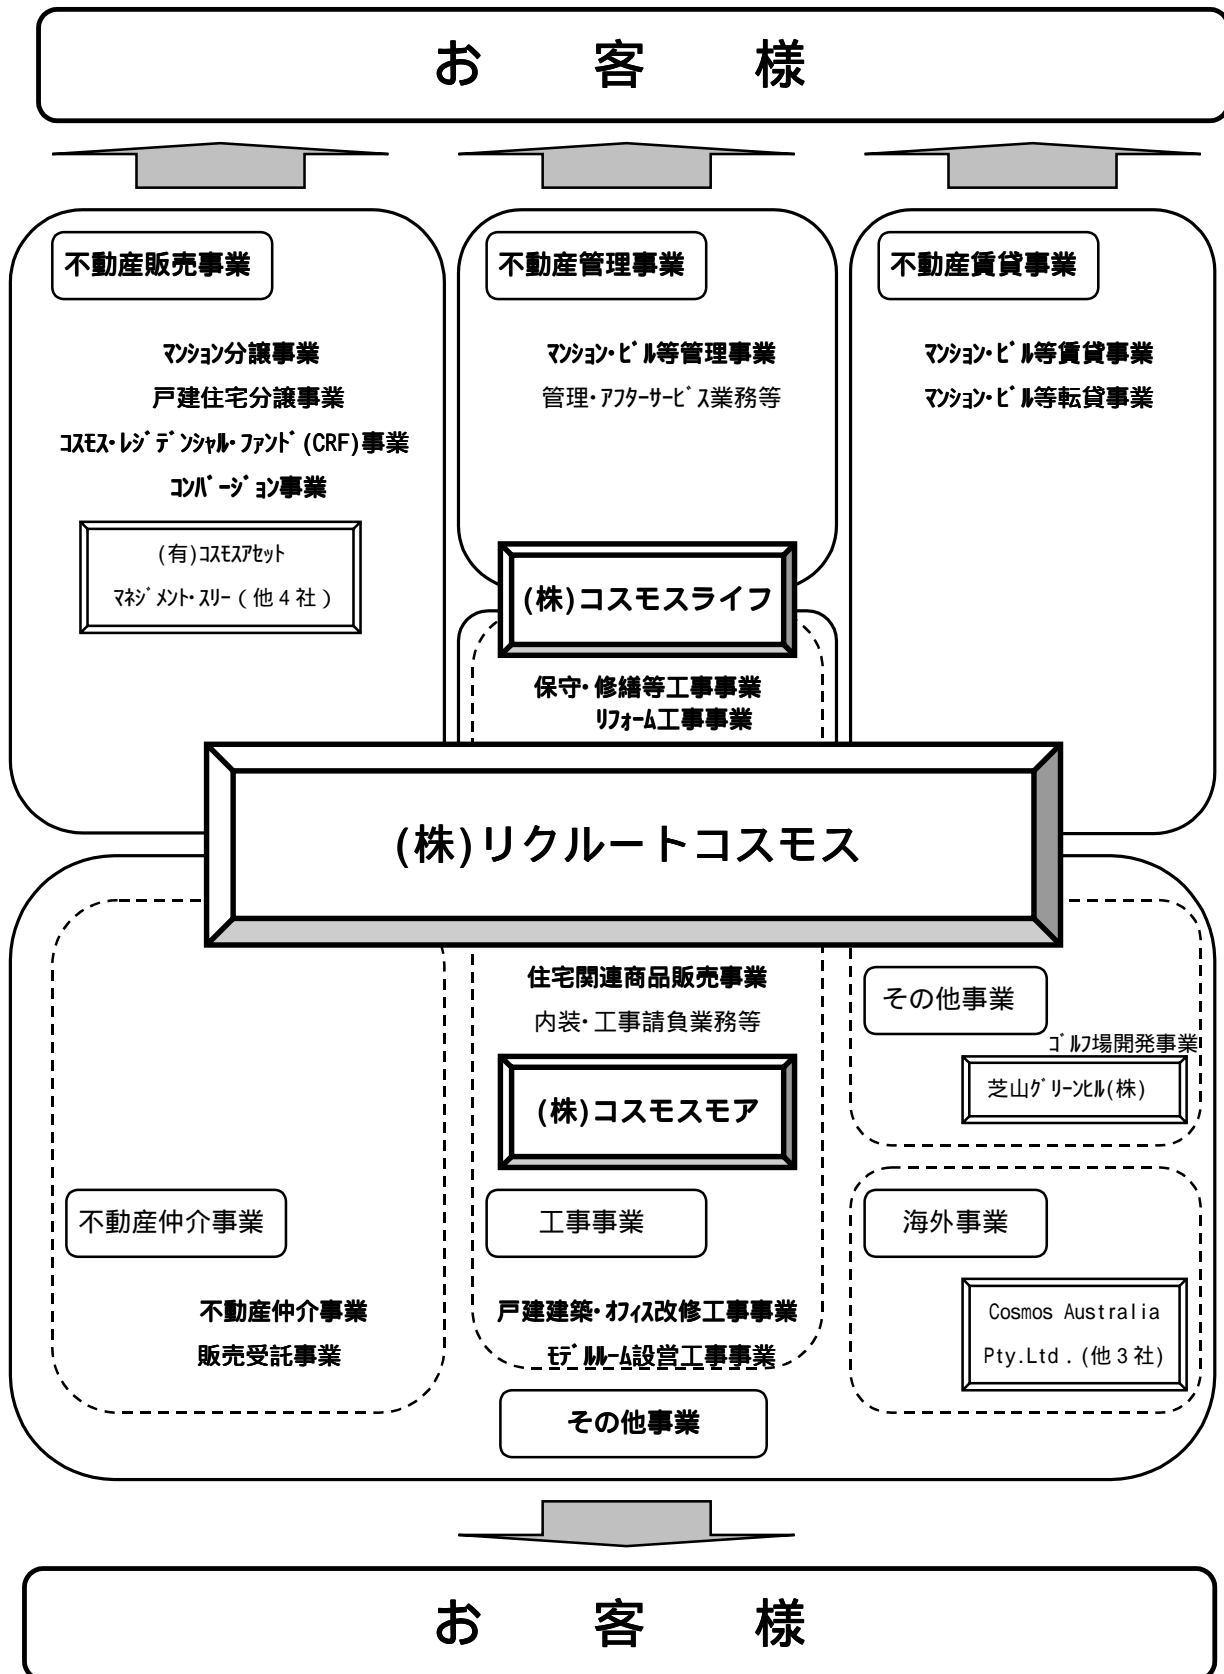 お 客 様
不動産販売事業
マンション分譲事業
戸建住宅分譲事業
コスモス・レジデンシャル・ファンド(CRF)事業
コンバージョン事業
(有)コスモスアセット
マネジメント・スリー(他4社)
不動産管理事業
マンション・ビル等管理事業
管理・アフターサービス業務等
(株)コスモスライフ
保守・修繕等工事事業
リフォーム工事事業
不動産賃貸事業
マンション・ビル等賃貸事業
マンション・ビル等転貸事業
(株)リクルートコスモス
不動産仲介事業
不動産仲介事業
販売受託事業
住宅関連商品販売事業
内装・工事請負業務等
(株)コスモスモア
工事事業
戸建建築・オフィス改修工事事業
モデルルーム設営工事事業
その他事業
その他事業
ゴルフ場開発事業
芝山グリーンヒル(株)
海外事業
Cosmos Australia
Pty.Ltd.(他3社)
お 客 様